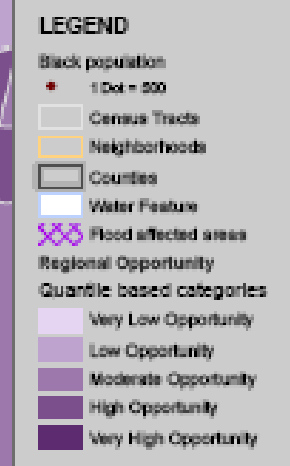 LEGEND
Black population
1 Dot = 500
Census Tracts
Neighborhoods
Counties
Water Feature
Flood affected areas
Regional Opportunity
Quantile based categories
Very Low Opportunity
Low Opportunity
Moderate Opportunity
High Opportunity
Very High Opportunity